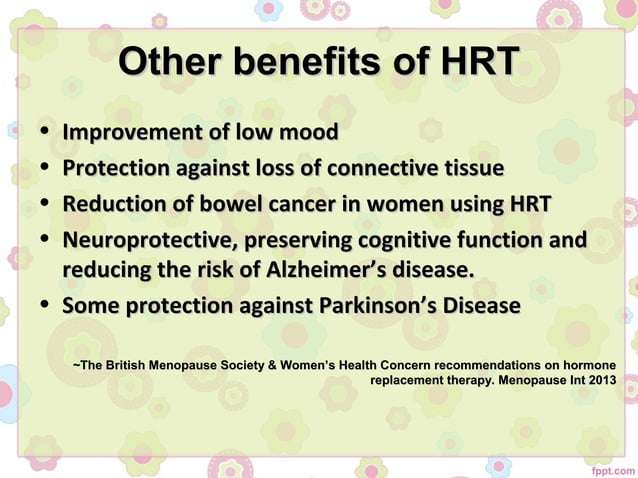 Other benefits of HRT
• Improvement of low mood
• Protection against loss of connective tissue
• Reduction of bowel cancer in women using HRT
• Neuroprotective, preserving cognitive function and
reducing the risk of Alzheimer’s disease.
• Some protection against Parkinson’s Disease
~The British Menopause Society & Women’s Health Concern recommendations on hormone
replacement therapy. Menopause Int 2013
fppt.com